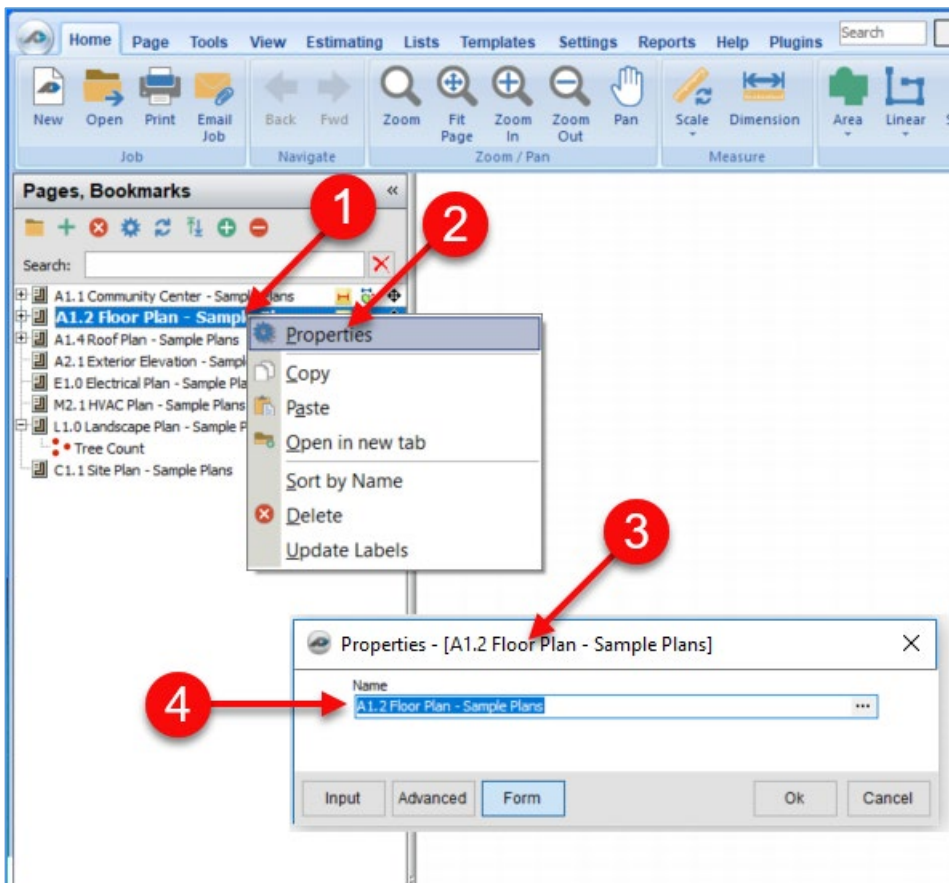 Home Page Tools View Estimating Lists Templates Settings Reports Help Plugins Search
New Open Print Email Job Back Fwd Zoom Fit Page Zoom In Zoom Out Pan Scale Dimension Area Linear
Job Navigate Zoom / Pan Measure
Pages, Bookmarks
1
2
Search:
A1.1 Community Center - Sample Plans
A1.2 Floor Plan - Sampl
A1.4 Roof Plan - Sample Plans
A2.1 Exterior Elevation - Sampl
E1.0 Electrical Plan - Sample Pla
M2.1 HVAC Plan - Sample Plans
L1.0 Landscape Plan - Sample P
Tree Count
C1.1 Site Plan - Sample Plans
Properties
Copy
Paste
Open in new tab
Sort by Name
Delete
Update Labels
3
Properties - [A1.2 Floor Plan - Sample Plans]
4
Name
A1.2 Floor Plan - Sample Plans
Input Advanced Form Ok Cancel